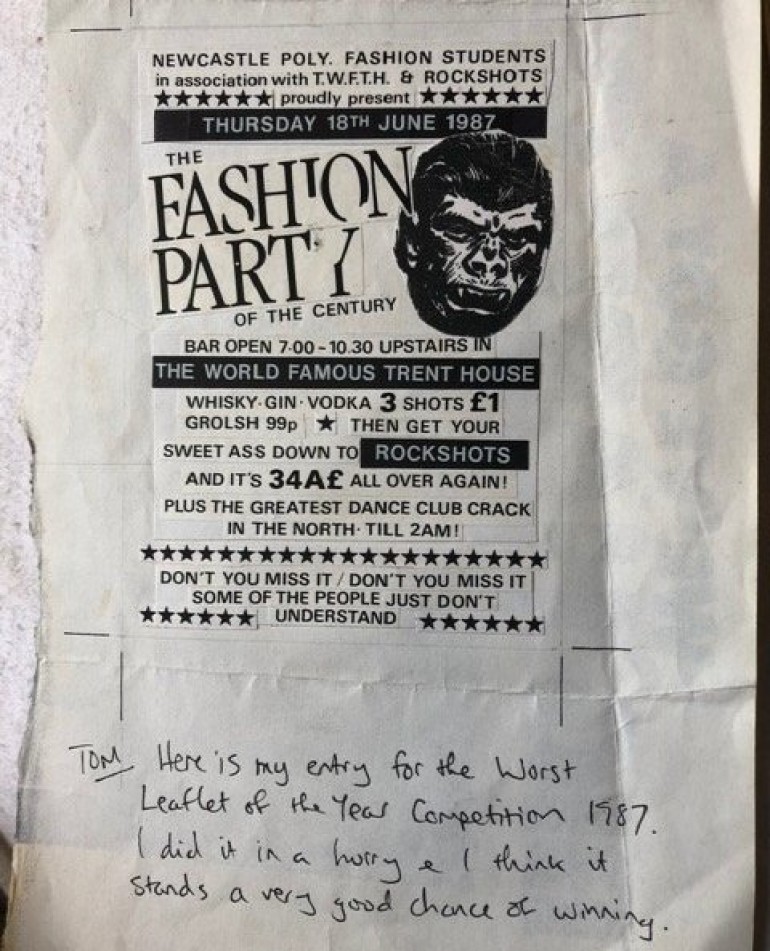 NEWCASTLE POLY. FASHION STUDENTS
in association with T.W.F.T.H. & ROCKSHOTS
★★★★★★ proudly present ★★★★★★
THURSDAY 18TH JUNE 1987
THE
FASHION
PARTY
OF THE CENTURY
BAR OPEN 7·00-10.30 UPSTAIRS IN
THE WORLD FAMOUS TRENT HOUSE
WHISKY·GIN·VODKA 3 SHOTS £1
GROLSH 99p ★ THEN GET YOUR
SWEET ASS DOWN TO ROCKSHOTS
AND IT'S 34A£ ALL OVER AGAIN!
PLUS THE GREATEST DANCE CLUB CRACK
IN THE NORTH· TILL 2AM!
★★★★★★★★★★★★★★★★★★★★
DON'T YOU MISS IT / DON'T YOU MISS IT
SOME OF THE PEOPLE JUST DON'T
★★★★★★ UNDERSTAND ★★★★★★
TOM Here is my entry for the Worst
Leaflet of the Year Competition 1987.
I did it in a hurry & I think it
stands a very good chance of winning.